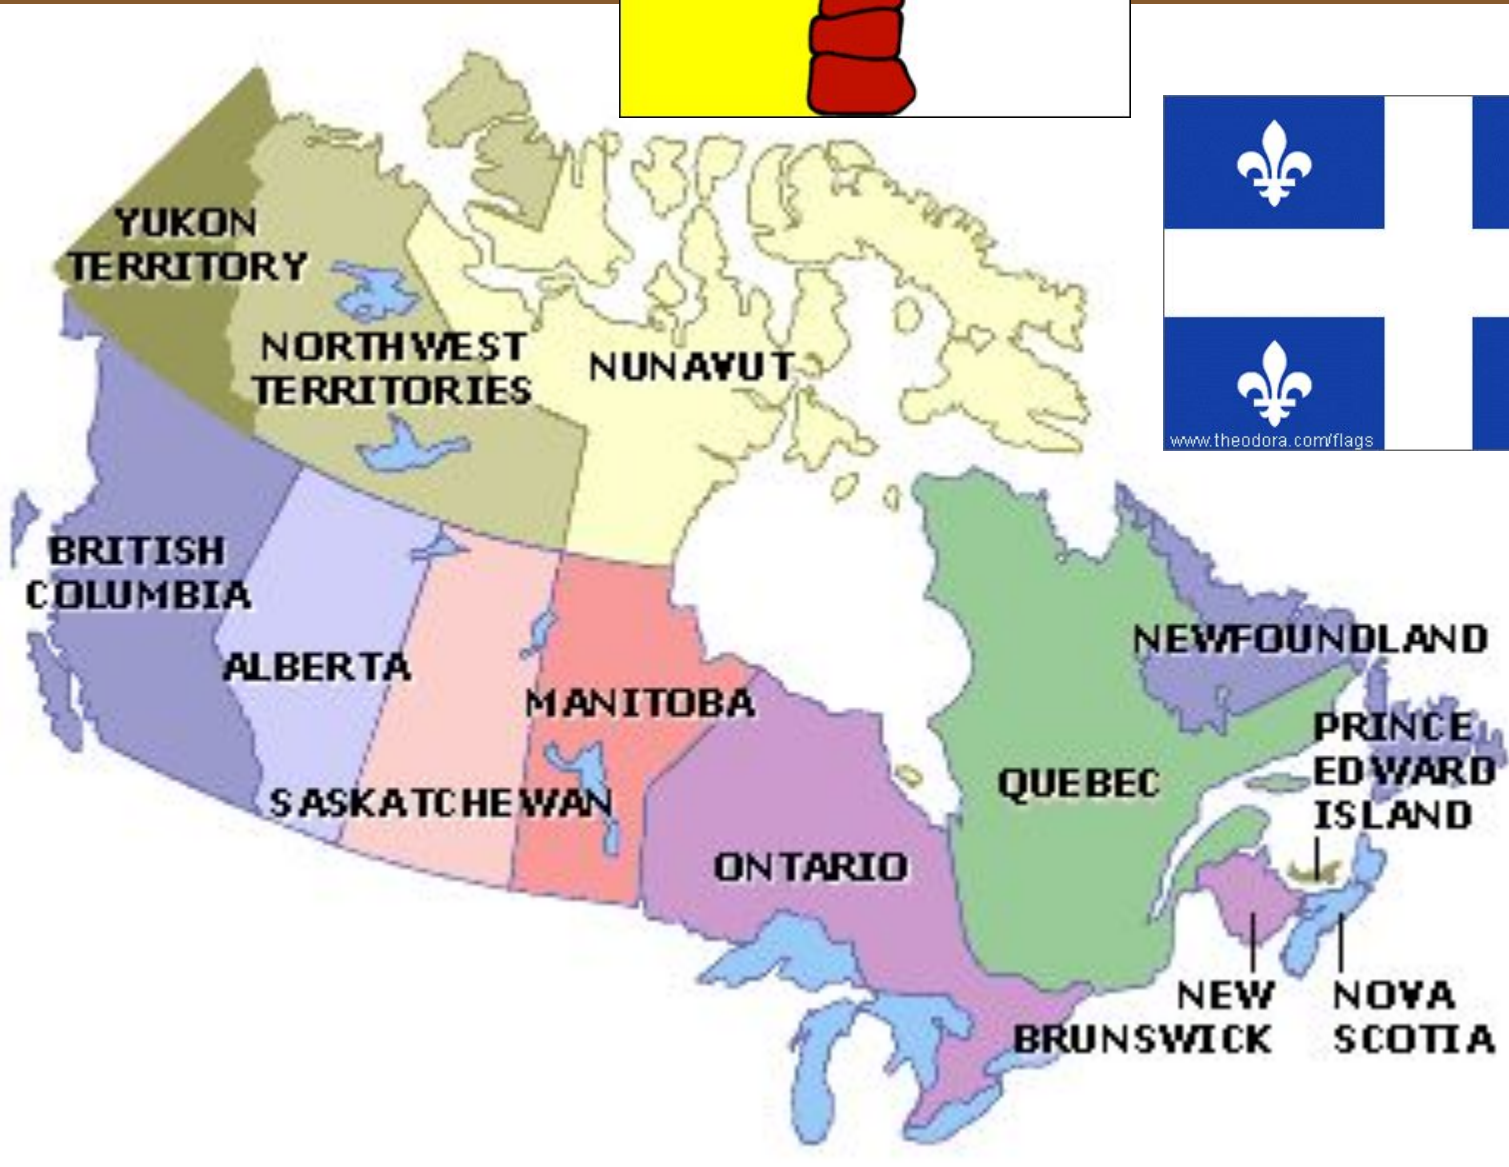 YUKON
TERRITORY
NORTHWEST
TERRITORIES
NUNAVUT
www.theodora.com/flags
BRITISH
COLUMBIA
ALBERTA
NEWFOUNDLAND
MANITOBA
PRINCE
EDWARD
ISLAND
QUEBEC
SASKATCHEWAN
ONTARIO
NEW
BRUNSWICK
NOVA
SCOTIA